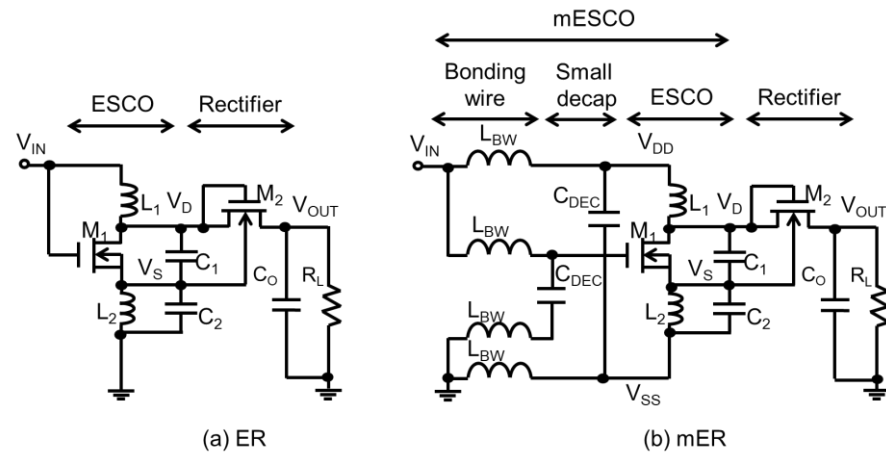 mESCO
Bonding wire
Small decap
ESCO
Rectifier
ESCO
Rectifier
V_IN
L_1
V_D
M_2
V_OUT
M_1
V_S
C_1
C_O
R_L
L_2
C_2
V_IN
L_BW
V_DD
C_DEC
L_1
V_D
M_2
V_OUT
L_BW
M_1
V_S
C_1
C_DEC
C_O
R_L
L_BW
L_2
C_2
L_BW
V_SS
(a) ER
(b) mER